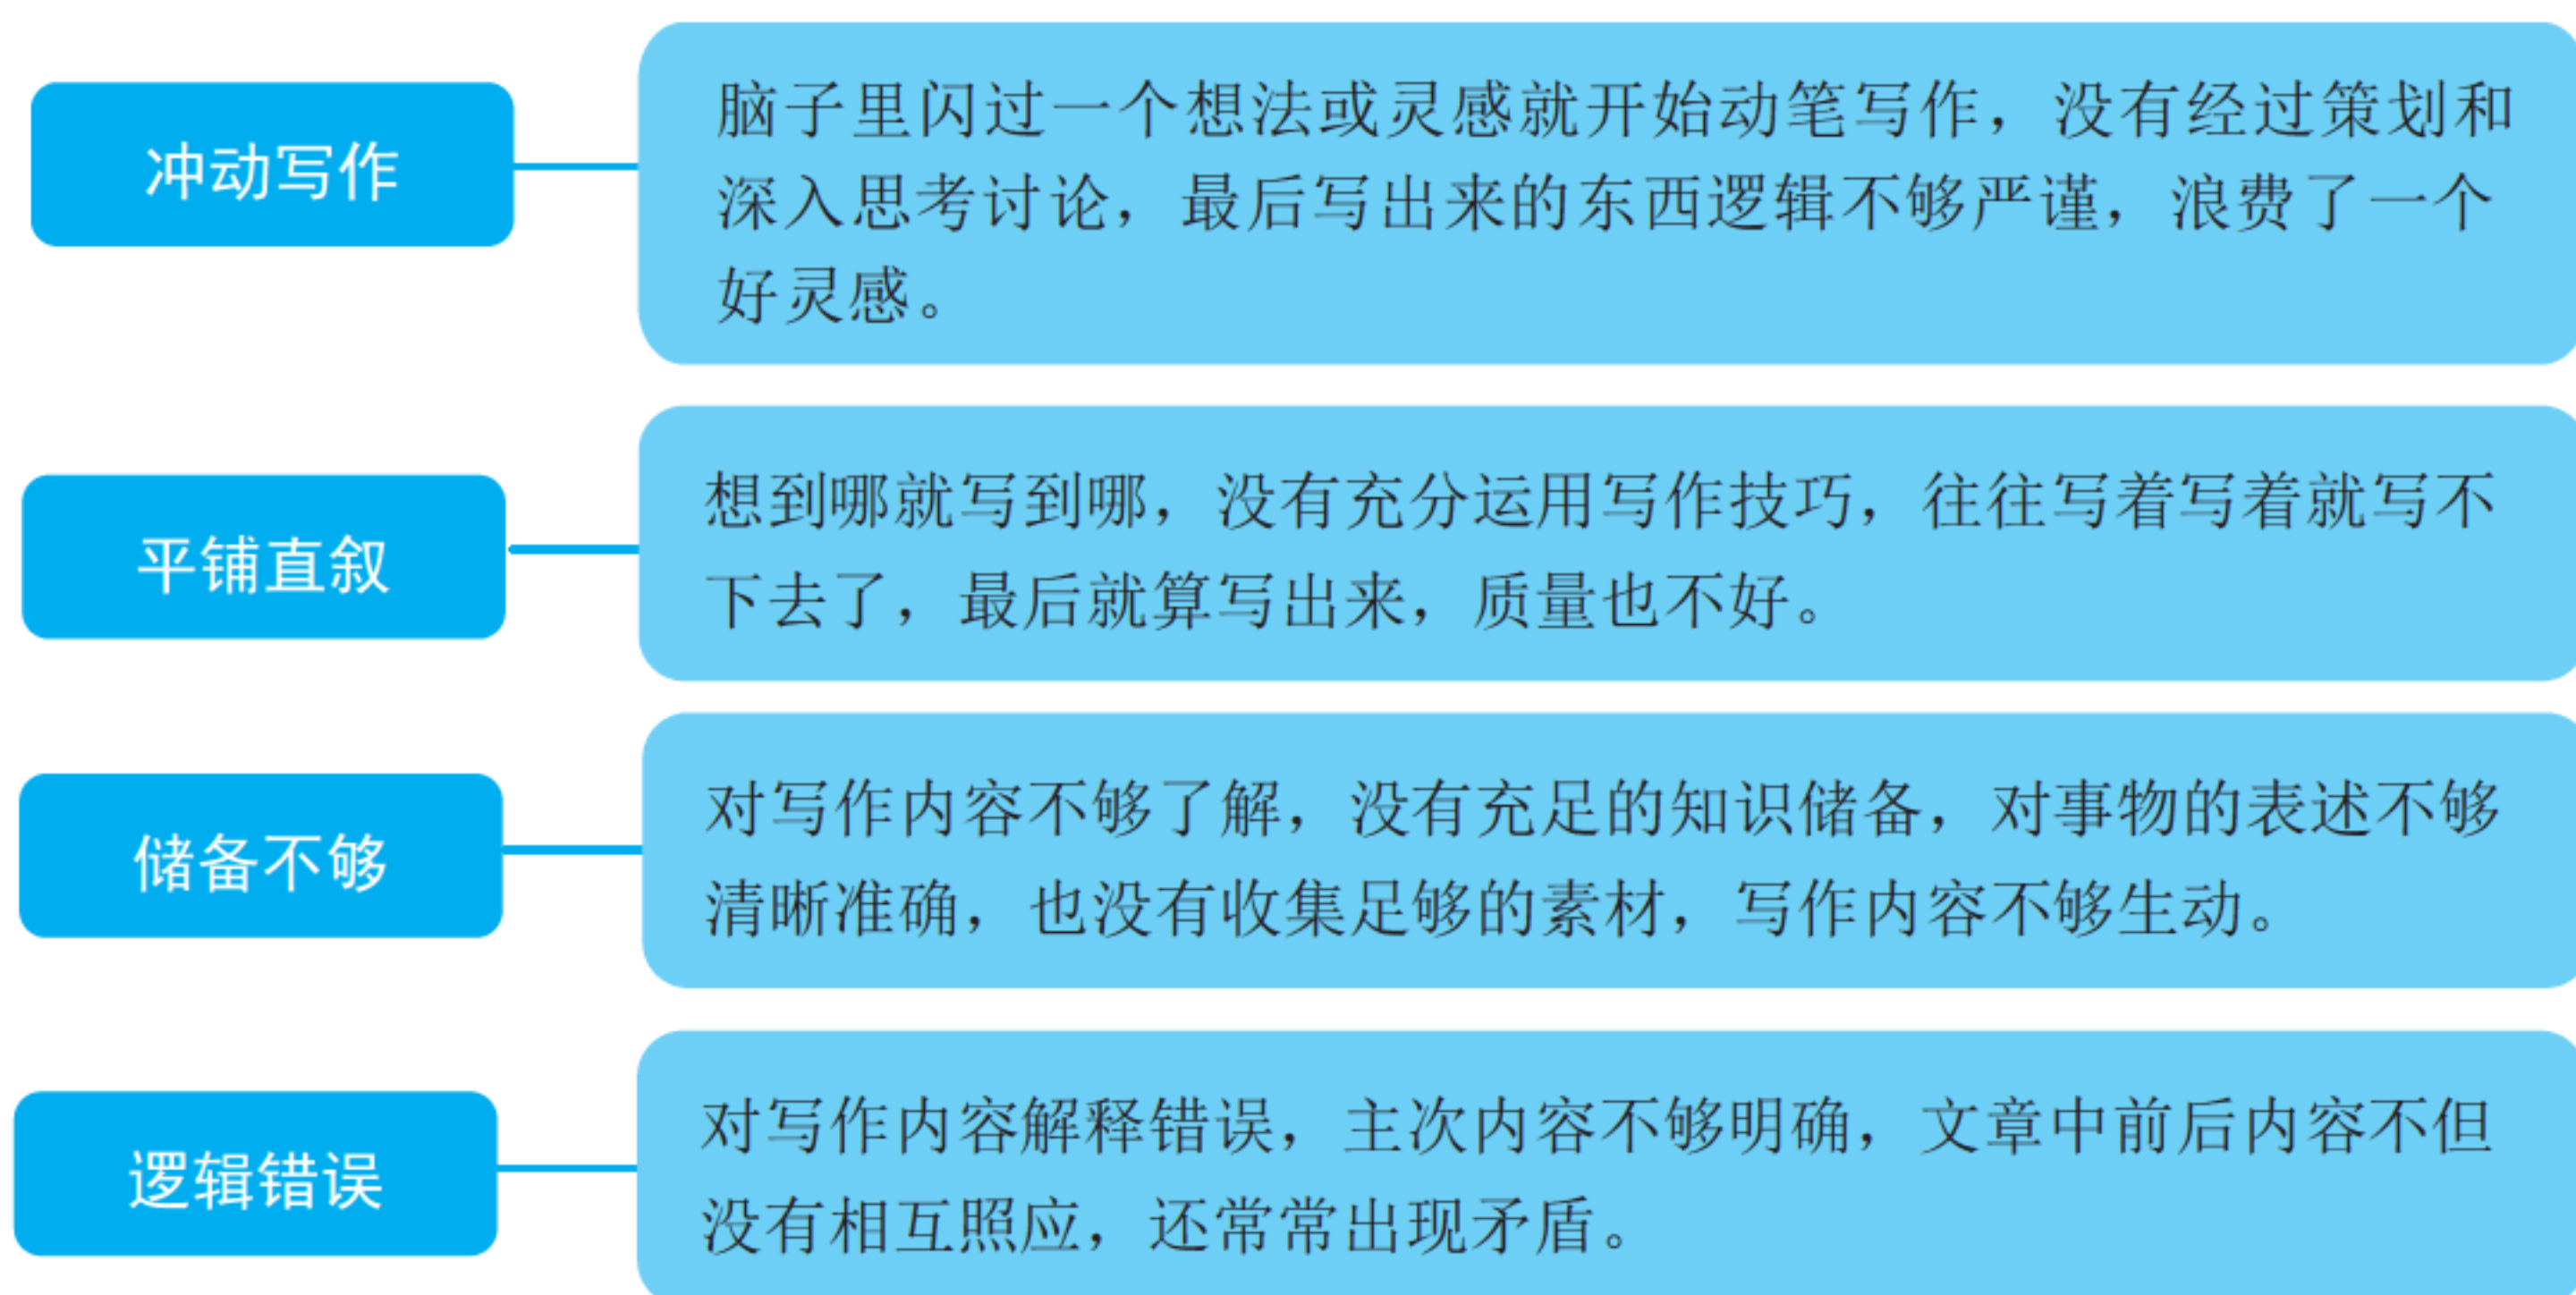 冲动写作
脑子里闪过一个想法或灵感就开始动笔写作，没有经过策划和
深入思考讨论，最后写出来的东西逻辑不够严谨，浪费了一个
好灵感。
平铺直叙
想到哪就写到哪，没有充分运用写作技巧，往往写着写着就写不
下去了，最后就算写出来，质量也不好。
储备不够
对写作内容不够了解，没有充足的知识储备，对事物的表述不够
清晰准确，也没有收集足够的素材，写作内容不够生动。
逻辑错误
对写作内容解释错误，主次内容不够明确，文章中前后内容不但
没有相互照应，还常常出现矛盾。